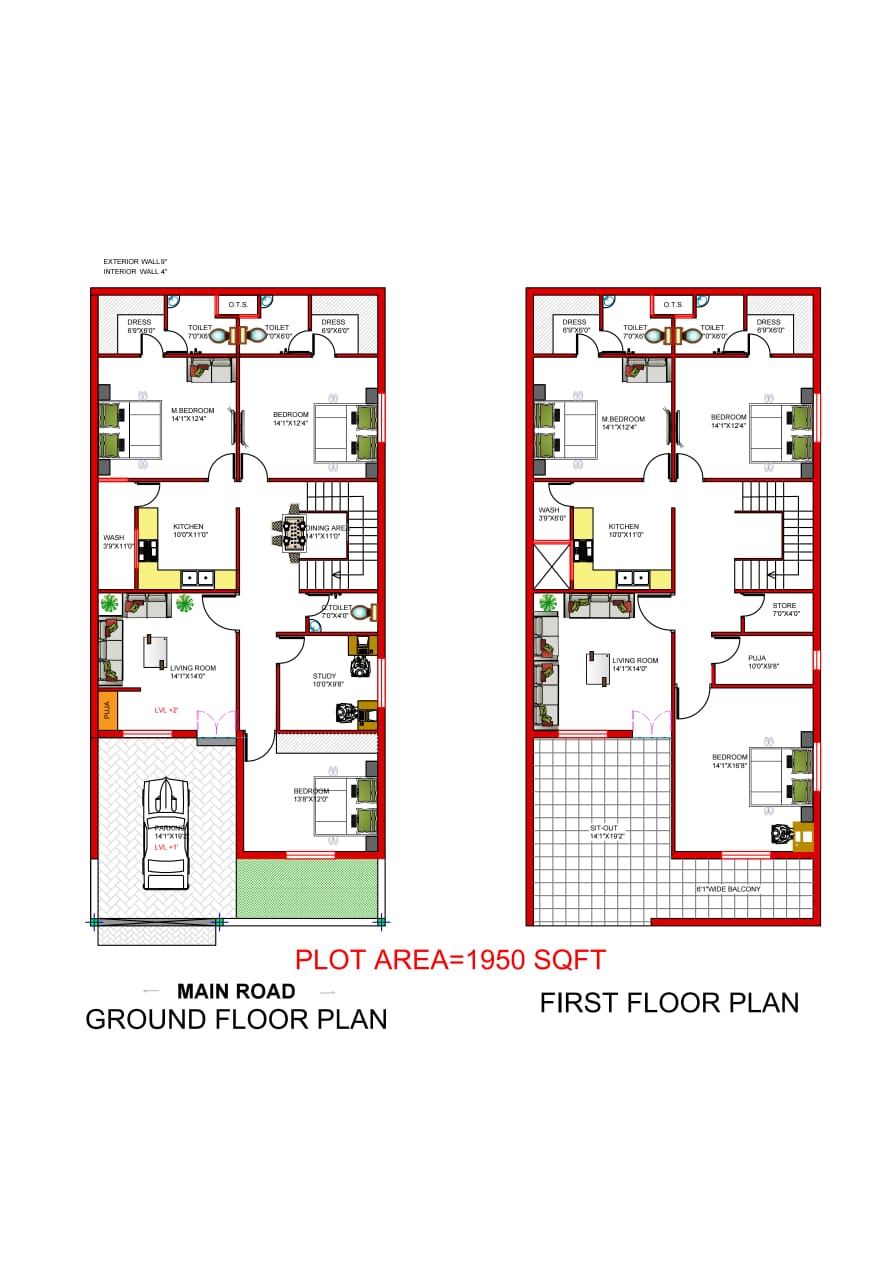 EXTERIOR WALL 9"
INTERIOR WALL 4"
DRESS
6'9"X6'0"
TOILET
7'0"X6'
O.T.S.
TOILET
7'0"X6'0"
DRESS
6'9"X6'0"
M.BEDROOM
14'1"X12'4"
BEDROOM
14'1"X12'4"
WASH
3'9"X11'0"
KITCHEN
10'0"X11'0"
DINING AREA
14'1"X11'0"
C.TOILET
7'0"X4'0"
LIVING ROOM
14'1"X14'0"
STUDY
10'0"X9'8"
PUJA
LVL +2'
BEDROOM
13'8"X12'0"
PARKING
14'1"X19'2"
LVL +1'
DRESS
6'9"X6'0"
TOILET
7'0"X6'
O.T.S.
TOILET
7'0"X6'0"
DRESS
6'9"X6'0"
M.BEDROOM
14'1"X12'4"
BEDROOM
14'1"X12'4"
WASH
3'9"X6'0"
KITCHEN
10'0"X11'0"
STORE
7'0"X4'0"
LIVING ROOM
14'1"X14'0"
PUJA
10'0"X9'8"
BEDROOM
14'1"X16'8"
SIT-OUT
14'1"X19'2"
6'1"WIDE BALCONY
PLOT AREA=1950 SQFT
MAIN ROAD
GROUND FLOOR PLAN
FIRST FLOOR PLAN